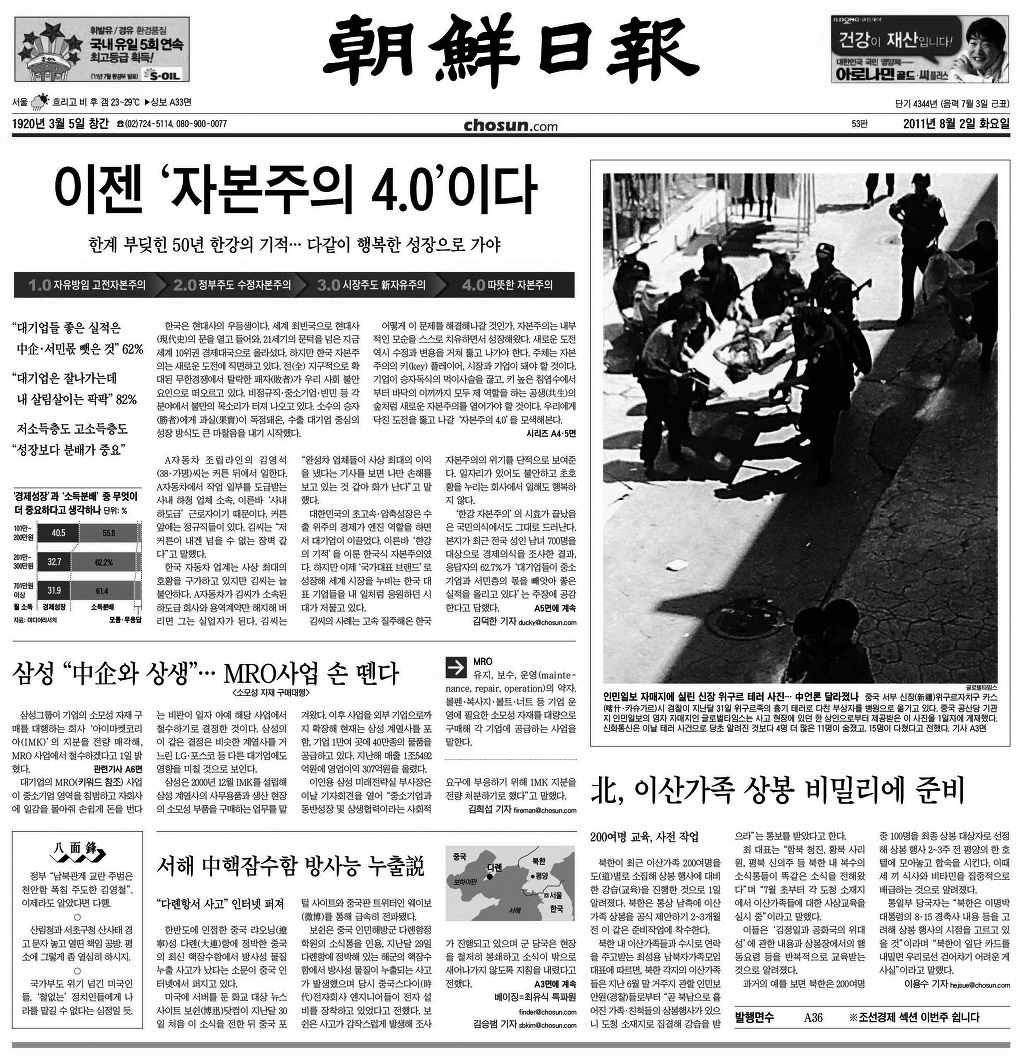 휘발유 / 경유 환경품질
국내 유일 5회 연속
최고등급 획득!
('11년 7월 환경부 발표) S-OIL
朝鮮日報
ILDONG
건강이 재산입니다!
대한민국 국민 영양제
아로나민골드·씨플러스
서울 흐리고 비 후 갬 23~29℃ ▶상보 A33면
단기 4344년 (음력 7월 3일 己丑)
1920년 3월 5일 창간 ☎(02)724-5114, 080-900-0077
chosun.com
53판
2011년 8월 2일 화요일
이젠 ‘자본주의 4.0’이다
한계 부딪힌 50년 한강의 기적… 다같이 행복한 성장으로 가야
1.0 자유방임 고전자본주의
2.0 정부주도 수정자본주의
3.0 시장주도 新자유주의
4.0 따뜻한 자본주의
“대기업들 좋은 실적은
中企·서민몫 뺏은 것” 62%
“대기업은 잘나가는데
내 살림살이는 팍팍” 82%
저소득층도 고소득층도
“성장보다 분배가 중요”
‘경제성장’과 ‘소득분배’ 중 무엇이
더 중요하다고 생각하나 단위: %
101만~
200만원
40.5
55.8
201만~
300만원
32.7
62.2%
701만원
이상
31.9
61.4
월 소득
경제성장
소득분배
자료: 미디어리서치
모름·무응답
한국은 현대사의 우등생이다. 세계 최빈국으로 현대사
(現代史)의 문을 열고 들어와, 21세기의 문턱을 넘은 지금
세계 10위권 경제대국으로 올라섰다. 하지만 한국 자본주
의는 새로운 도전에 직면하고 있다. 전(全) 지구적으로 확
대된 무한경쟁에서 탈락한 패자(敗者)가 우리 사회 불안
요인으로 떠오르고 있다. 비정규직·중소기업·빈민 등 각
분야에서 불만의 목소리가 터져 나오고 있다. 소수의 승자
(勝者)에게 과실(果實)이 독점돼온, 수출 대기업 중심의
성장 방식도 큰 마찰음을 내기 시작했다.
어떻게 이 문제를 해결해나갈 것인가. 자본주의는 내부
적인 모순을 스스로 치유하면서 성장해왔다. 새로운 도전
역시 수정과 변용을 거쳐 뚫고 나가야 한다. 주체는 자본
주의의 키(key) 플레이어, 시장과 기업이 돼야 할 것이다.
기업이 승자독식의 먹이사슬을 끊고, 키 높은 침엽수에서
부터 바닥의 이끼까지 모두 제 역할을 하는 공생(共生)의
숲처럼 새로운 자본주의를 열어가야 할 것이다. 우리에게
닥친 도전을 뚫고 나갈 ‘자본주의 4.0’을 모색해본다.
시리즈 A4·5면
A자동차 조립라인의 김영석
(38·가명)씨는 커튼 뒤에서 일한다.
A자동차에서 작업 일부를 도급받는
사내 하청 업체 소속, 이른바 ‘사내
하도급’ 근로자이기 때문이다. 커튼
앞에는 정규직들이 있다. 김씨는 “저
커튼이 내겐 넘을 수 없는 장벽 같
다”고 말했다.
한국 자동차 업계는 사상 최대의
호황을 구가하고 있지만 김씨는 늘
불안하다. A자동차가 김씨가 소속된
하도급 회사와 용역계약만 해지해 버
리면 그는 실업자가 된다. 김씨는
“완성차 업체들이 사상 최대의 이익
을 냈다는 기사를 보면 나만 손해를
보고 있는 것 같아 화가 난다”고 말
했다.
대한민국의 초고속·압축성장은 수
출 위주의 경제가 엔진 역할을 하면
서 대기업이 이끌었다. 이른바 ‘한강
의 기적’을 이룬 한국식 자본주의였
다. 하지만 이제 ‘국가대표 브랜드’로
성장해 세계 시장을 누비는 한국 대
표 기업들을 내 일처럼 응원하던 시
대가 저물고 있다.
김씨의 사례는 고속 질주해온 한국
자본주의의 위기를 단적으로 보여준
다. 일자리가 있어도 불안하고 초호
황을 누리는 회사에서 일해도 행복하
지 않다.
‘한강 자본주의’의 시효가 끝났음
은 국민의식에서도 그대로 드러난다.
본지가 최근 전국 성인 남녀 700명을
대상으로 경제의식을 조사한 결과,
응답자의 62.7%가 ‘대기업들이 중소
기업과 서민층의 몫을 빼앗아 좋은
실적을 올리고 있다’는 주장에 공감
한다고 답했다.
A5면에 계속
김덕한 기자 ducky@chosun.com
글로벌타임스
인민일보 자매지에 실린 신장 위구르 테러 사진… 中언론 달라졌나 중국 서부 신장(新疆)위구르자치구 카스
(喀什·카슈가르)시 경찰이 지난달 31일 위구르족의 흉기 테러로 다친 부상자를 병원으로 옮기고 있다. 중국 공산당 기관
지 인민일보의 영자 자매지인 글로벌타임스는 사고 현장에 있던 한 상인으로부터 제공받은 이 사진을 1일자에 게재했다.
신화통신은 이날 테러 사건으로 당초 알려진 것보다 4명 더 많은 11명이 숨졌고, 15명이 다쳤다고 전했다. 기사 A3면
삼성 “中企와 상생”… MRO사업 손 뗀다
<소모성 자재 구매대행>
삼성그룹이 기업의 소모성 자재 구
매를 대행하는 회사 ‘아이마켓코리
아(IMK)’의 지분을 전량 매각해,
MRO 사업에서 철수하겠다고 1일 밝
혔다.
관련기사 A6면
대기업의 MRO(키워드 참조) 사업
이 중소기업 영역을 침범하고 자회사
에 일감을 몰아줘 손쉽게 돈을 번다
는 비판이 일자 아예 해당 사업에서
철수하기로 결정한 것이다. 삼성의
이 같은 결정은 비슷한 계열사를 거
느린 LG·포스코 등 다른 대기업에도
영향을 미칠 것으로 보인다.
삼성은 2000년 12월 IMK를 설립해
삼성 계열사의 사무용품과 생산 현장
의 소모성 부품을 구매하는 업무를 맡
겨왔다. 이후 사업을 외부 기업으로까
지 확장해 현재는 삼성 계열사를 포
함, 기업 1만여 곳에 40만종의 물품을
공급하고 있다. 지난해 매출 1조5492
억원에 영업이익 307억원을 올렸다.
이인용 삼성 미래전략실 부사장은
이날 기자회견을 열어 “중소기업과
동반성장 및 상생협력이라는 사회적
MRO
유지, 보수, 운영(mainte-
nance, repair, operation)의 약자.
볼펜·복사지·볼트·너트 등 기업 운
영에 필요한 소모성 자재를 대량으로
구매해 각 기업에 공급하는 사업을
말한다.
요구에 부응하기 위해 IMK 지분을
전량 처분하기로 했다”고 말했다.
김희섭 기자 fireman@chosun.com
八面鋒
정부 “남북관계 교란 주범은
천안함 폭침 주도한 김영철”.
이제라도 알았다면 다행.
○
산림청과 서초구청 산사태 경
고 문자 놓고 열띤 책임 공방. 평
소에 그렇게 좀 열심히 하시지.
○
국가부도 위기 넘긴 미국인
들. ‘철없는’ 정치인들에게 나
라를 맡길 수 없다는 심정일 듯.
서해 中핵잠수함 방사능 누출說
“다롄항서 사고” 인터넷 퍼져
한반도에 인접한 중국 랴오닝(遼
寧)성 다롄(大連)항에 정박한 중국
의 최신 핵잠수함에서 방사성 물질
누출 사고가 났다는 소문이 중국 인
터넷에서 퍼지고 있다.
미국에 서버를 둔 화교 대상 뉴스
사이트 보쉰(博迅)닷컴이 지난달 30
일 처음 이 소식을 전한 뒤 중국 포
털 사이트와 중국판 트위터인 웨이보
(微博)를 통해 급속히 전파됐다.
보쉰은 중국 인민해방군 다롄함정
학원의 소식통을 인용, 지난달 29일
다롄항에 정박해 있는 해군의 핵잠수
함에서 방사성 물질이 누출되는 사고
가 발생했으며 당시 중국스다이(時
代)전자회사 엔지니어들이 전자 설
비를 장착하고 있었다고 전했다. 보
쉰은 사고가 갑작스럽게 발생해 조사
중국
다롄
북한
평양
보하이만
서울
서해
한국
가 진행되고 있으며 군 당국은 현장
을 철저히 봉쇄하고 소식이 밖으로
새어나가지 않도록 지침을 내렸다고
전했다.
A3면에 계속
베이징=최유식 특파원
finder@chosun.com
김승범 기자 sbkim@chosun.com
北, 이산가족 상봉 비밀리에 준비
200여명 교육, 사전 작업
북한이 최근 이산가족 200여명을
도(道)별로 소집해 상봉 행사에 대비
한 강습(교육)을 진행한 것으로 1일
알려졌다. 북한은 통상 남측에 이산
가족 상봉을 공식 제안하기 2~3개월
전 이 같은 준비작업에 착수한다.
북한 내 이산가족들과 수시로 연락
을 주고받는 최성용 납북자가족모임
대표에 따르면, 북한 각지의 이산가족
들은 지난 6월 말 거주지 관할 인민보
안원(경찰)들로부터 “곧 북남으로 흩
어진 가족·친척들의 상봉행사가 있으
니 도청 소재지로 집결해 강습을 받
으라”는 통보를 받았다고 한다.
최 대표는 “함북 청진, 황북 사리
원, 평북 신의주 등 북한 내 복수의
소식통들이 똑같은 소식을 전해왔
다”며 “7월 초부터 각 도청 소재지
에서 이산가족들에 대한 사상교육을
실시 중”이라고 말했다.
이들은 ‘김정일과 공화국의 위대
성’에 관한 내용과 상봉장에서의 행
동요령 등을 반복적으로 교육받는
것으로 알려졌다.
과거의 예를 보면 북한은 200여명
중 100명을 최종 상봉 대상자로 선정
해 상봉 행사 2~3주 전 평양의 한 호
텔에 모아놓고 합숙을 시킨다. 이때
세 끼 식사와 비타민을 집중적으로
배급하는 것으로 알려졌다.
통일부 당국자는 “북한은 이명박
대통령의 8·15 경축사 내용 등을 고
려해 상봉 행사의 시점을 고르고 있
을 것”이라며 “북한이 일단 카드를
내밀면 우리로선 걷어차기 어려운 게
사실”이라고 말했다.
이용수 기자 hejsue@chosun.com
발행면수 A36 ※조선경제 섹션 이번주 쉽니다